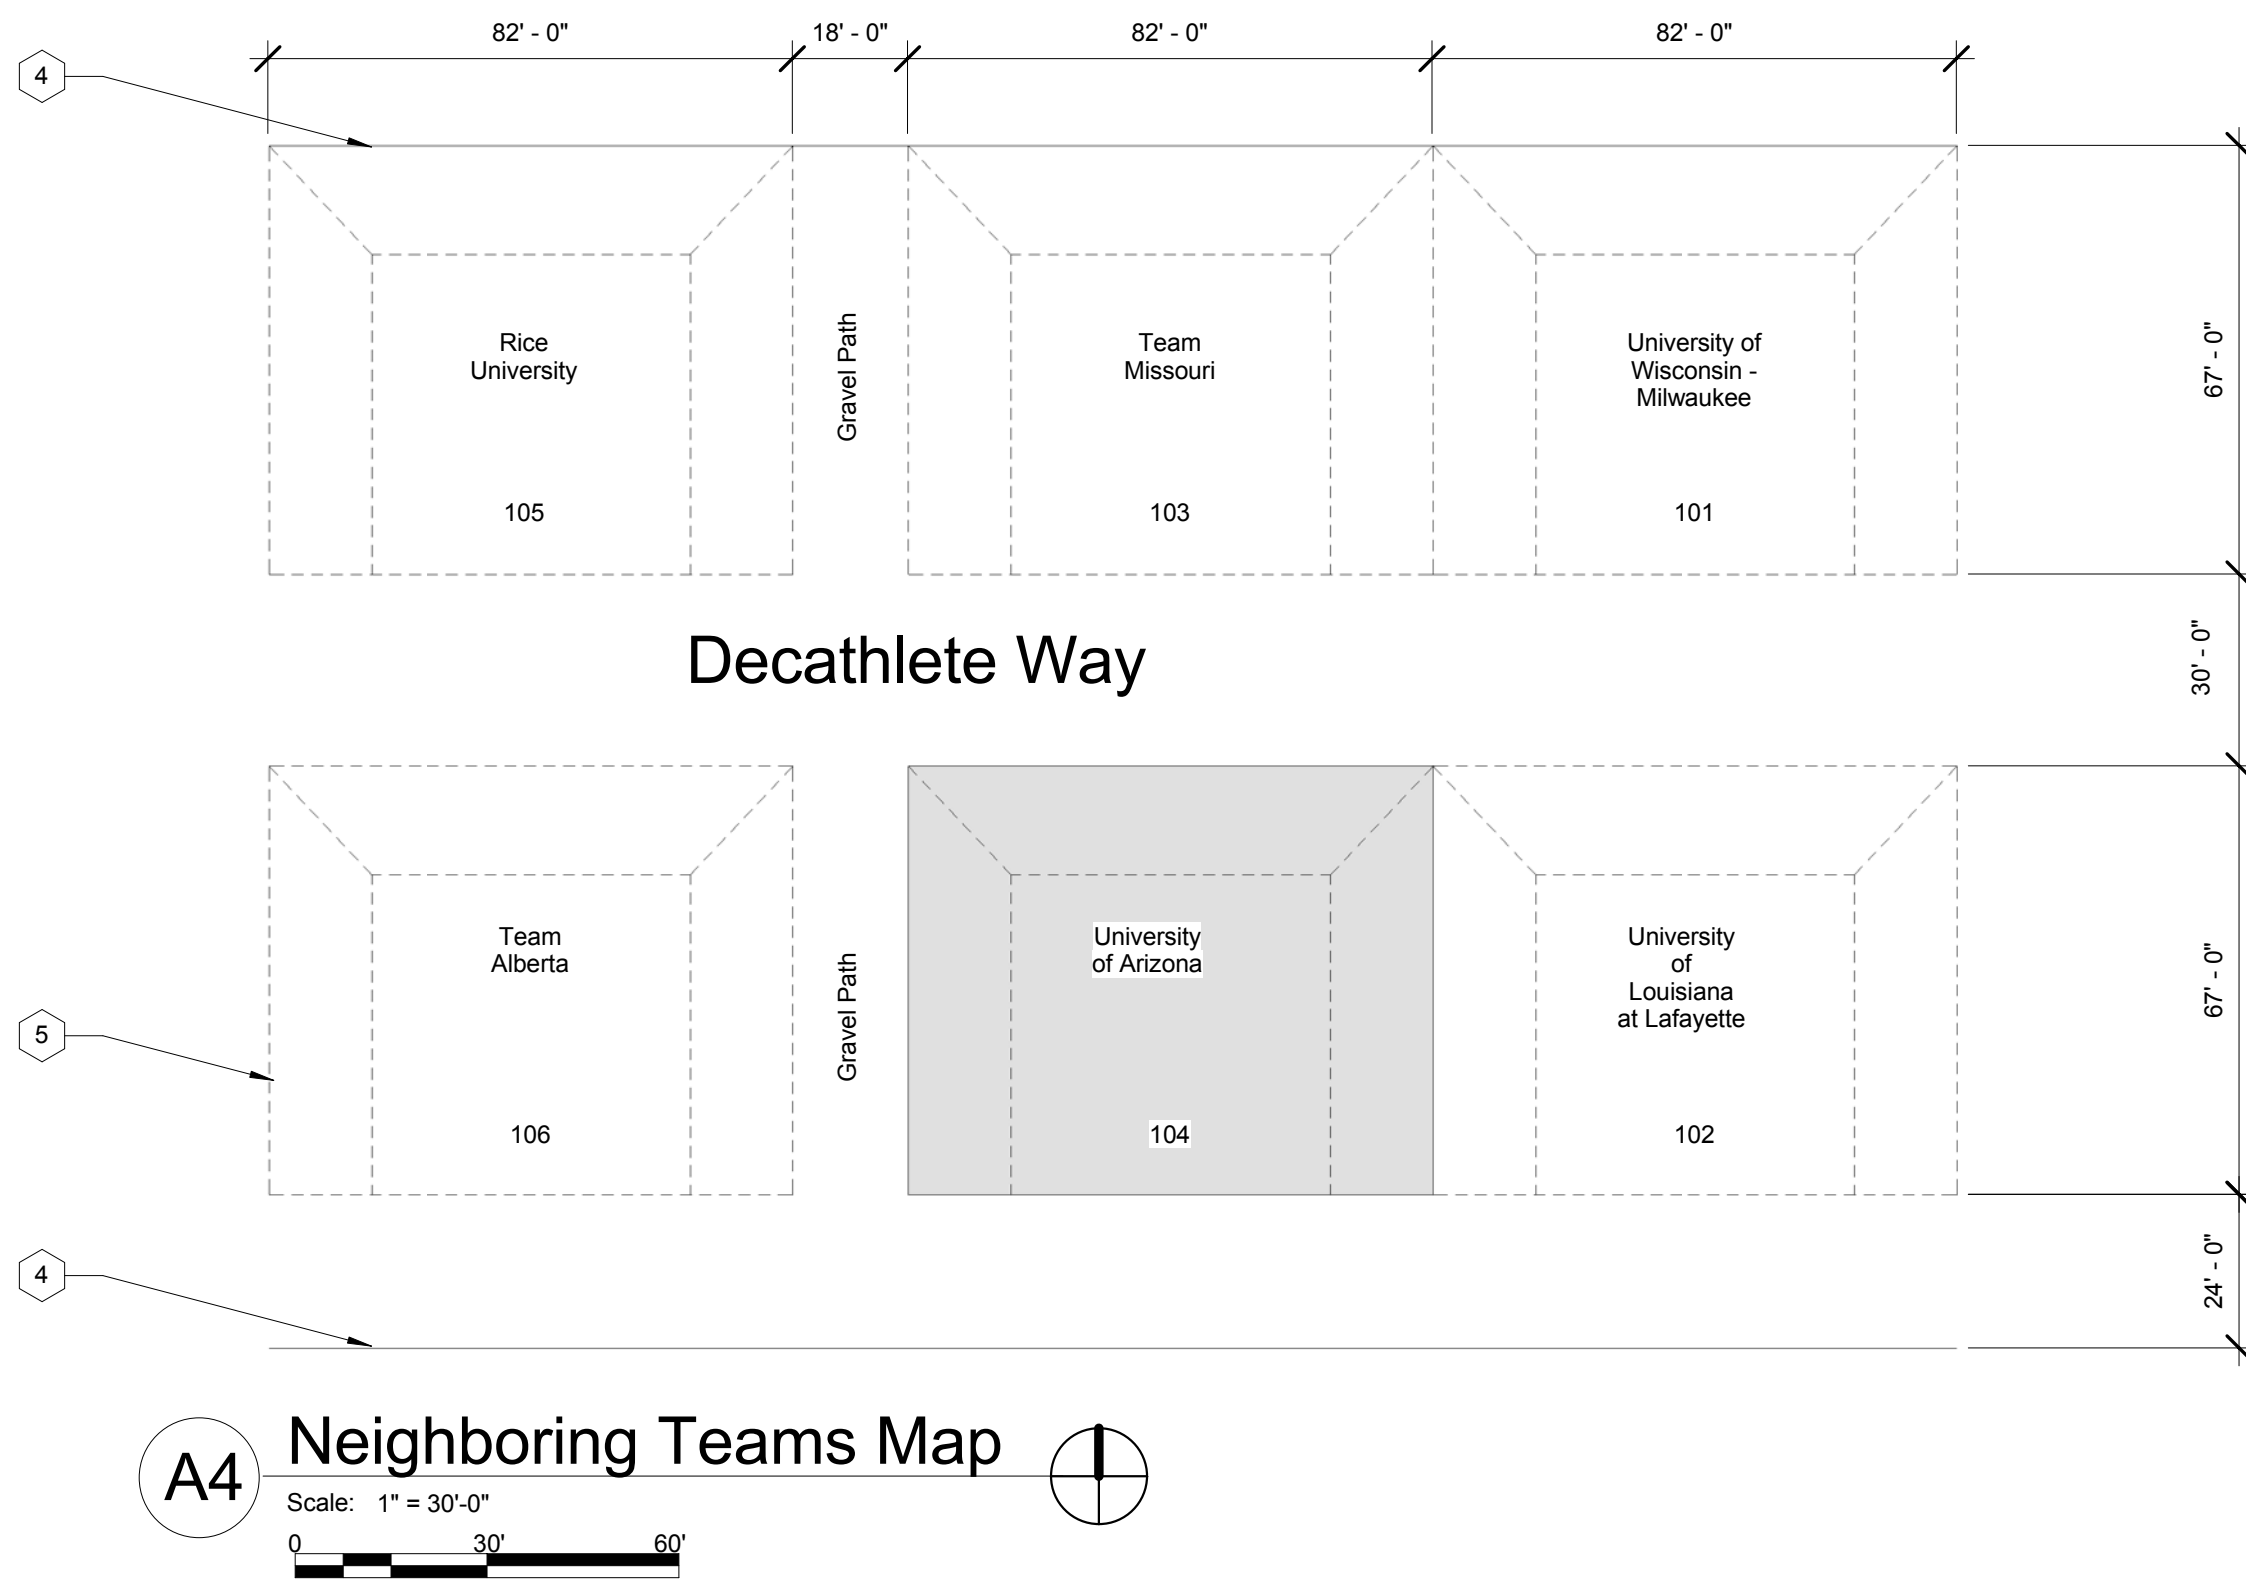 82' - 0"
18' - 0"
82' - 0"
82' - 0"
4
Rice
University
105
Gravel Path
Team
Missouri
103
University of
Wisconsin -
Milwaukee
101
67' - 0"
Decathlete Way
30' - 0"
Team
Alberta
106
Gravel Path
University
of Arizona
104
University
of
Louisiana
at Lafayette
102
67' - 0"
5
4
24' - 0"
A4
Neighboring Teams Map
Scale: 1" = 30'-0"
0 30' 60'